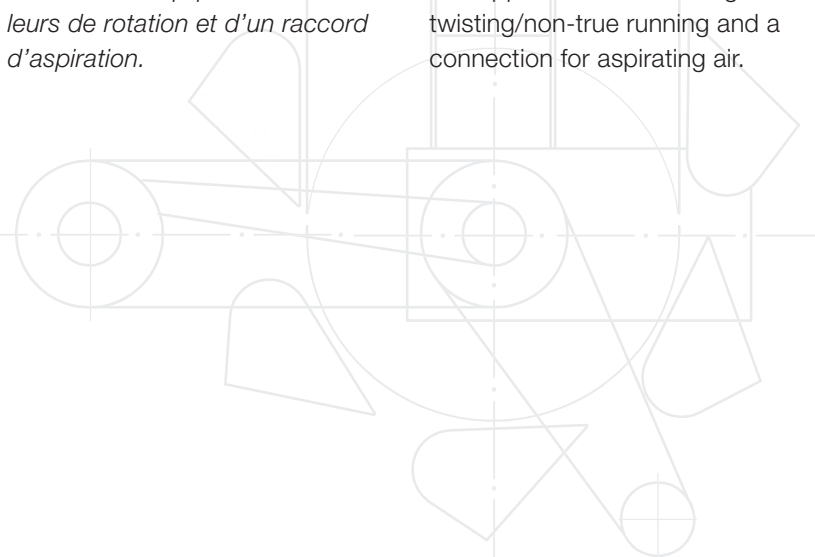 leurs de rotation et d'un raccord
d'aspiration.
twisting/non-true running and a
connection for aspirating air.